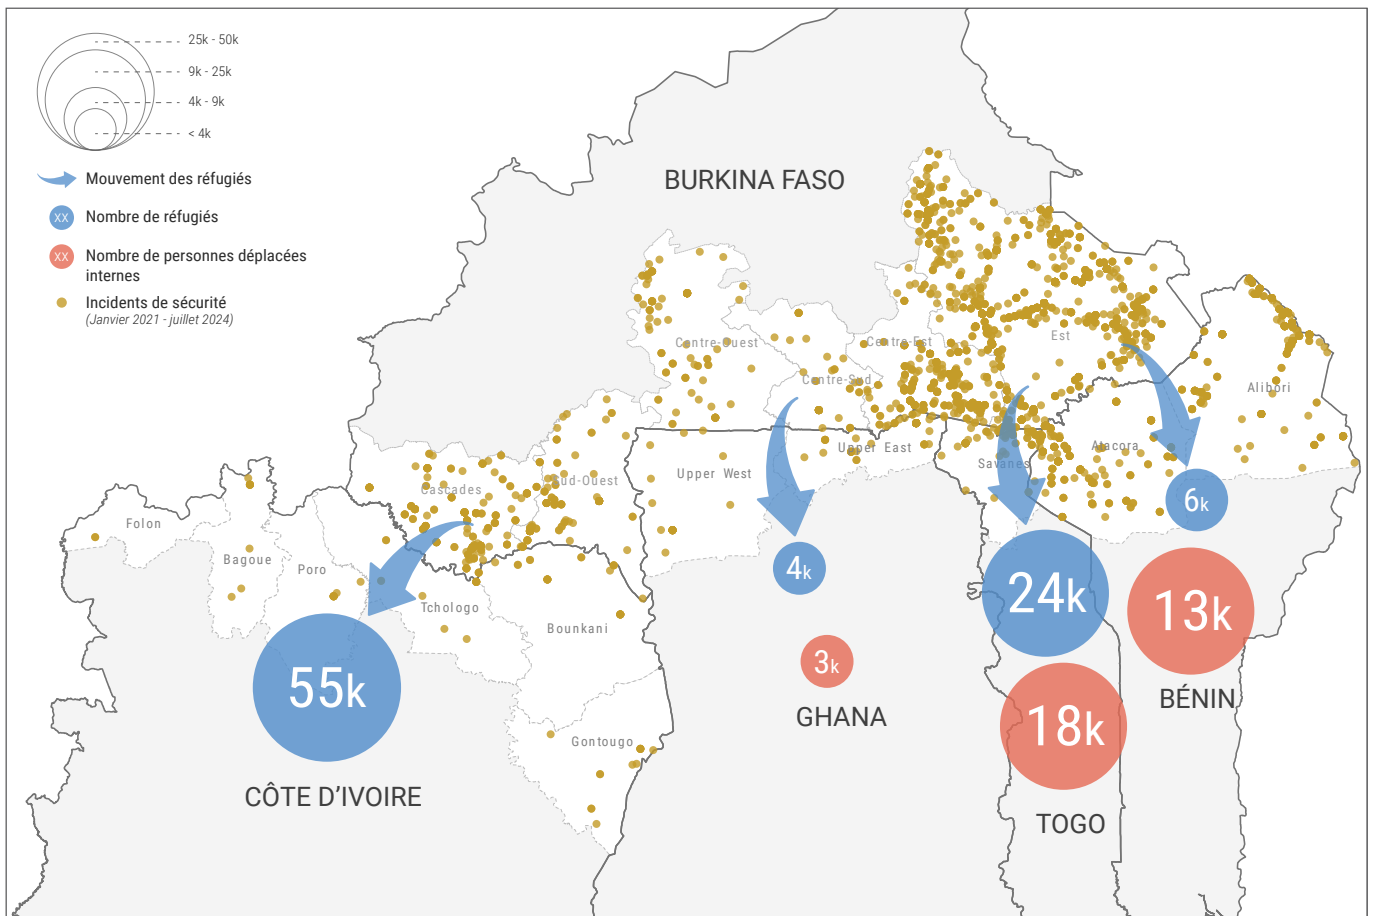 25k - 50k
9k - 25k
4k - 9k
< 4k
Mouvement des réfugiés
XX Nombre de réfugiés
XX Nombre de personnes déplacées
internes
Incidents de sécurité
(Janvier 2021 - juillet 2024)
BURKINA FASO
Centre-Ouest
Centre-Est
Est
Centre-Sud
Alibori
Upper East
Atacora
Upper West
Savanes
Cascades
Sud-Ouest
6k
Folon
Bagoue
Poro
4k
24k
13k
Tchologo
Bounkani
3k
55k
BÉNIN
GHANA
18k
Gontougo
CÔTE D'IVOIRE
TOGO